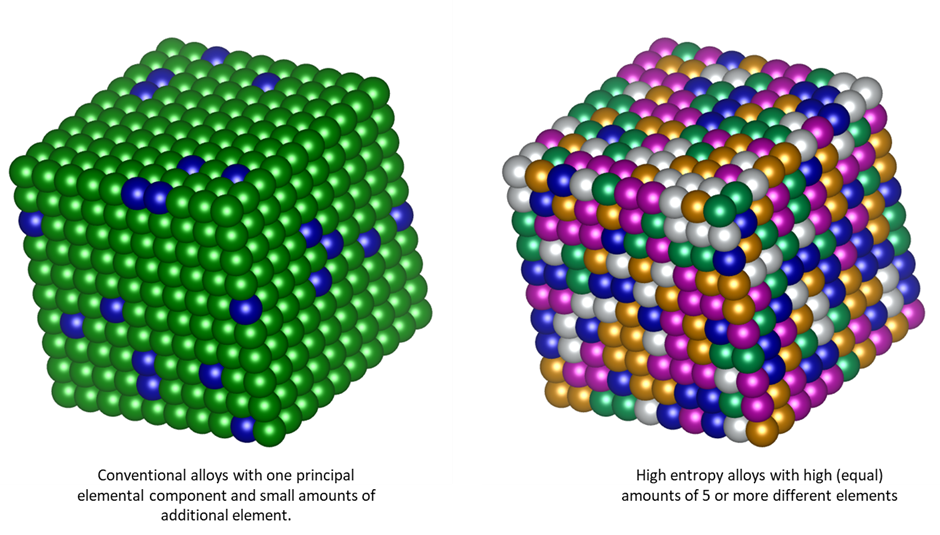 Conventional alloys with one principal
elemental component and small amounts of
additional element.
High entropy alloys with high (equal)
amounts of 5 or more different elements